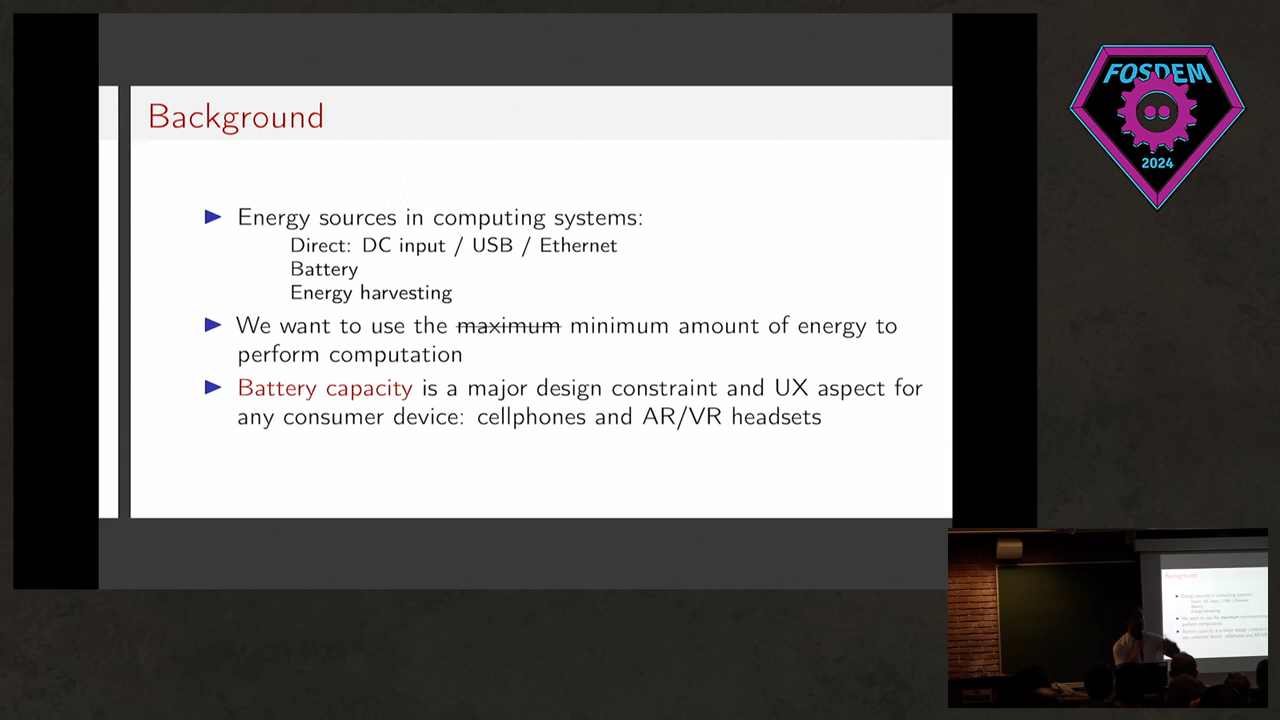 Background
▶ Energy sources in computing systems:
Direct: DC input / USB / Ethernet
Battery
Energy harvesting
▶ We want to use the maximum minimum amount of energy to
perform computation
▶ Battery capacity is a major design constraint and UX aspect for
any consumer device: cellphones and AR/VR headsets
FOSDEM
2024
Background